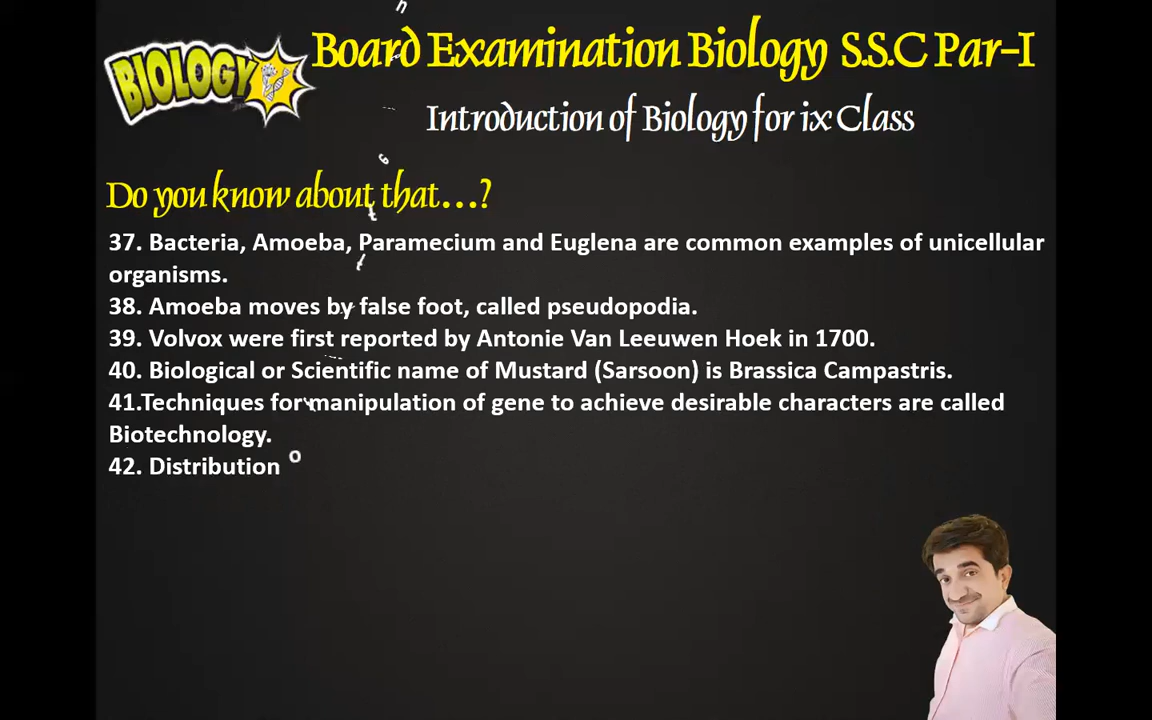 BIOLOGY
Board Examination Biology S.S.C Par-I
Introduction of Biology for ix Class
Do you know about that...?
37. Bacteria, Amoeba, Paramecium and Euglena are common examples of unicellular
organisms.
38. Amoeba moves by false foot, called pseudopodia.
39. Volvox were first reported by Antonie Van Leeuwen Hoek in 1700.
40. Biological or Scientific name of Mustard (Sarsoon) is Brassica Campastris.
41.Techniques for manipulation of gene to achieve desirable characters are called
Biotechnology.
42. Distribution o